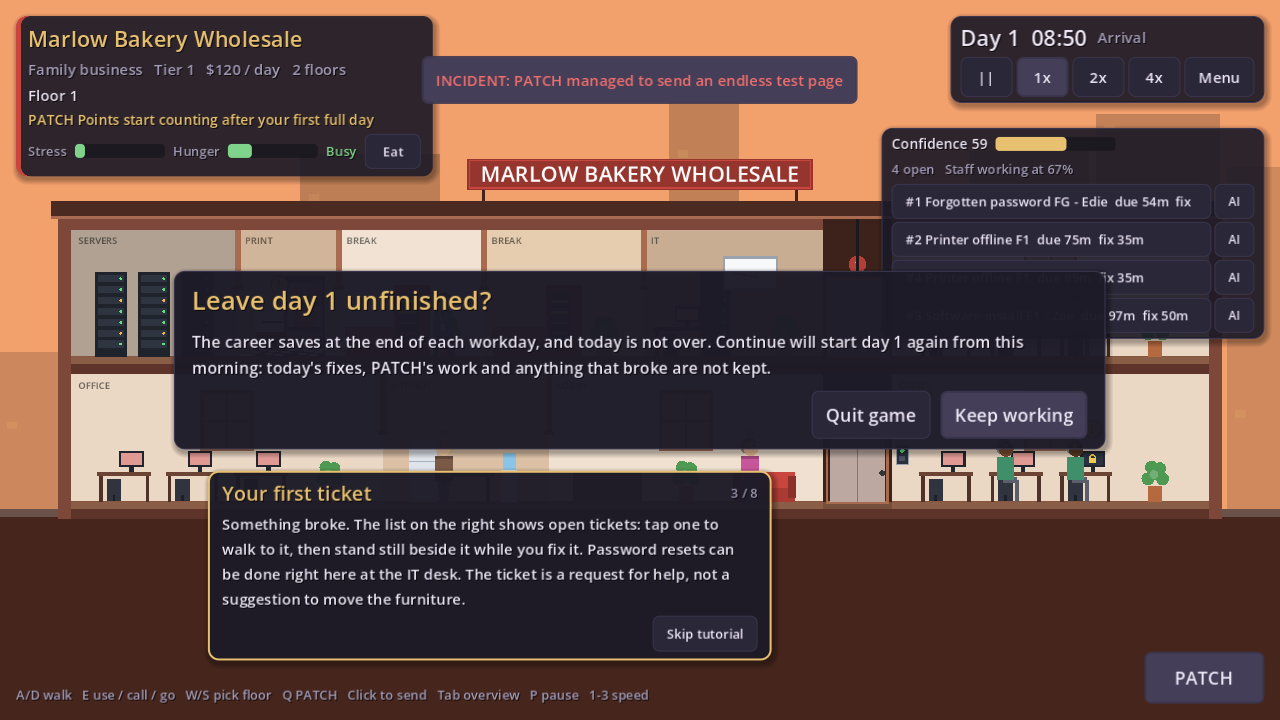 Marlow Bakery Wholesale
Family business Tier 1 $120 / day 2 floors
Floor 1
PATCH Points start counting after your first full day
Stress Hunger Busy Eat
INCIDENT: PATCH managed to send an endless test page
Day 1 08:50 Arrival
|| 1x 2x 4x Menu
Confidence 59
4 open Staff working at 67%
#1 Forgotten password FG - Edie due 54m fix AI
#2 Printer offline F1 due 75m fix 35m AI
fix 35m AI
97m fix 50m AI
MARLOW BAKERY WHOLESALE
SERVERS PRINT BREAK BREAK IT
OFFICE
Leave day 1 unfinished?
The career saves at the end of each workday, and today is not over. Continue will start day 1 again from this
morning: today's fixes, PATCH's work and anything that broke are not kept.
Quit game Keep working
Your first ticket 3 / 8
Something broke. The list on the right shows open tickets: tap one to
walk to it, then stand still beside it while you fix it. Password resets can
be done right here at the IT desk. The ticket is a request for help, not a
suggestion to move the furniture.
Skip tutorial
A/D walk E use / call / go W/S pick floor Q PATCH Click to send Tab overview P pause 1-3 speed
PATCH